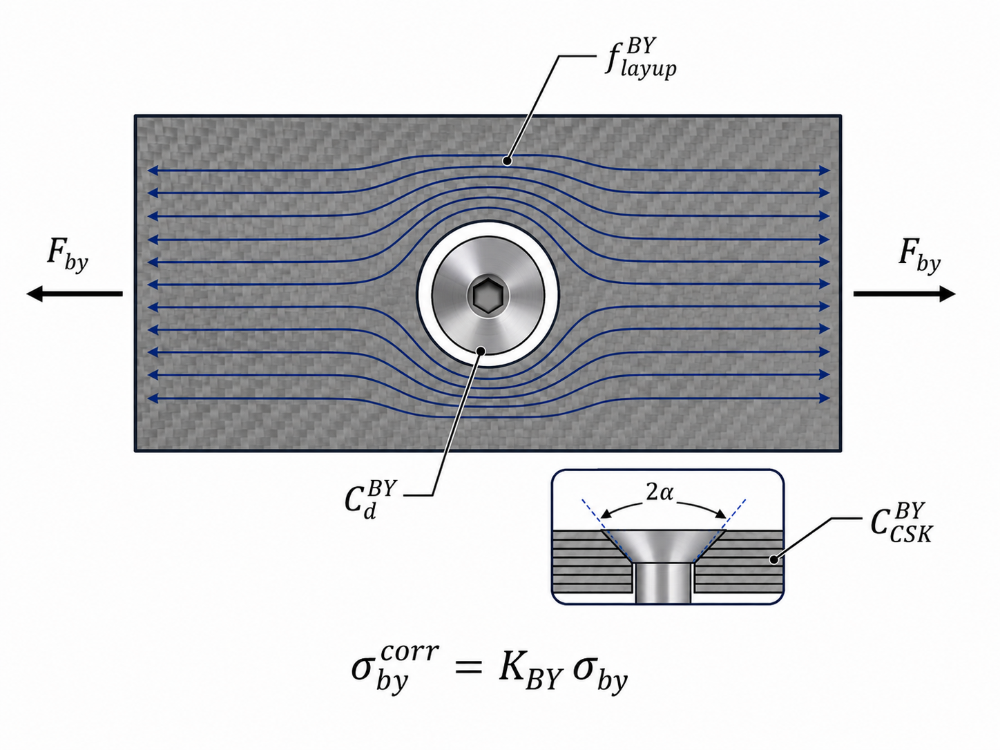 f_{layup}^{BY}
F_{by}
F_{by}
C_d^{BY}
2α
C_{CSK}^{BY}
σ_{by}^{corr} = K_{BY} σ_{by}